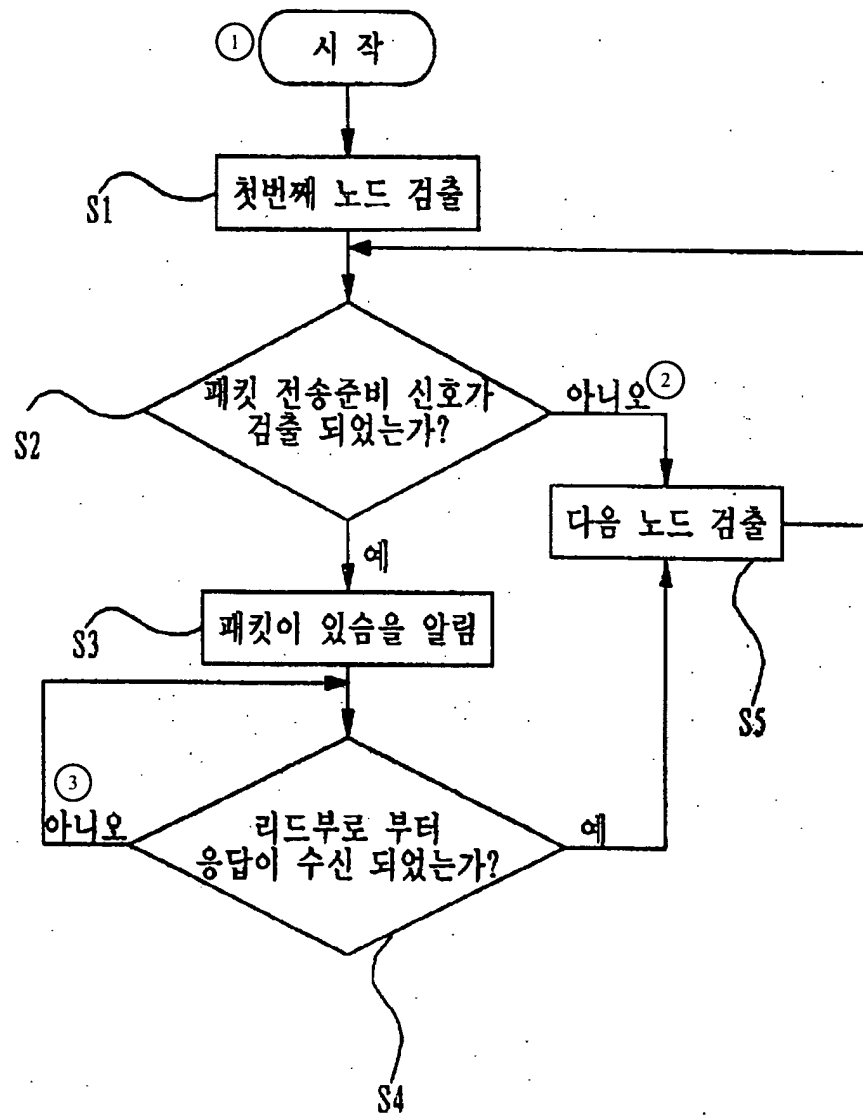 ① 시 작
S1
첫번째 노드 검출
패킷 전송준비 신호가
검출 되었는가?
S2
아니오 ②
다음 노드 검출
예
패킷이 있슴을 알림
S3
S5
③
아니오
리드부로 부터
응답이 수신 되었는가?
예
S4